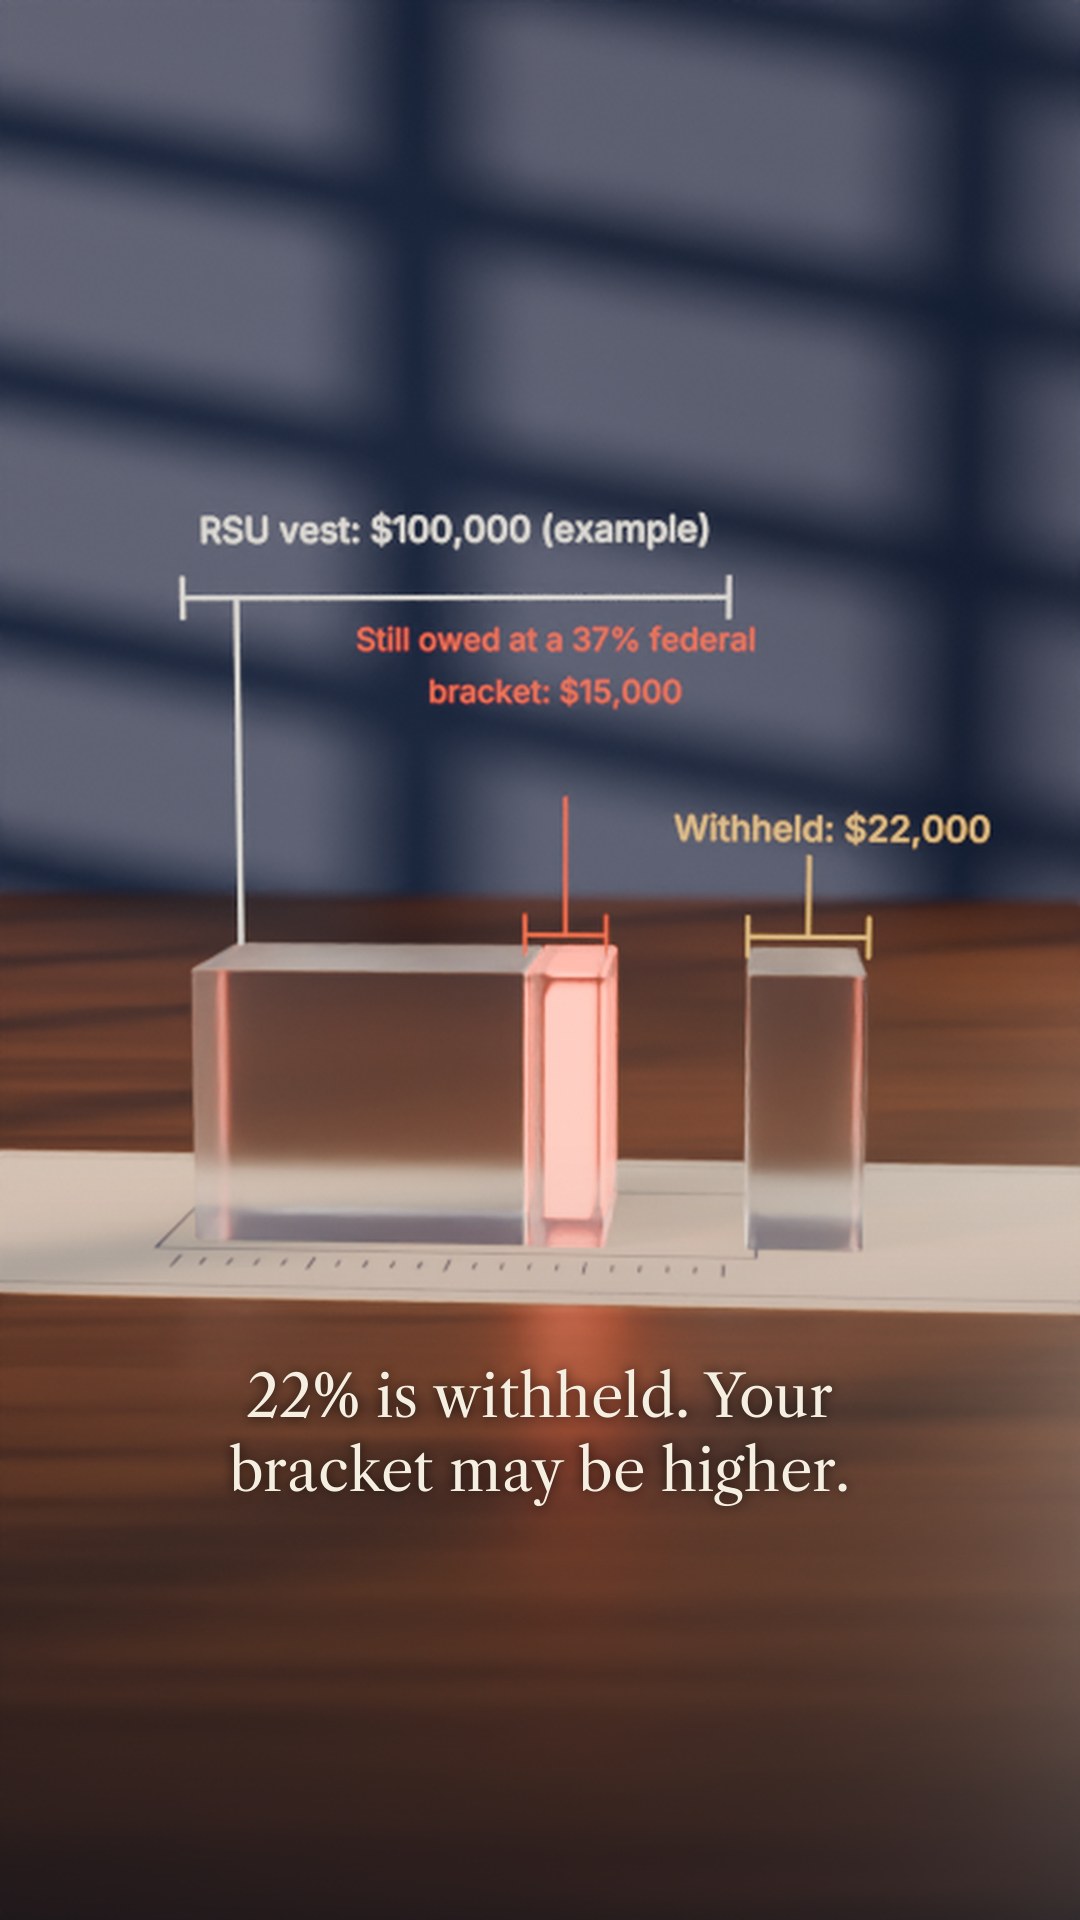 RSU vest: $100,000 (example)
Still owed at a 37% federal
bracket: $15,000
Withheld: $22,000
22% is withheld. Your
bracket may be higher.